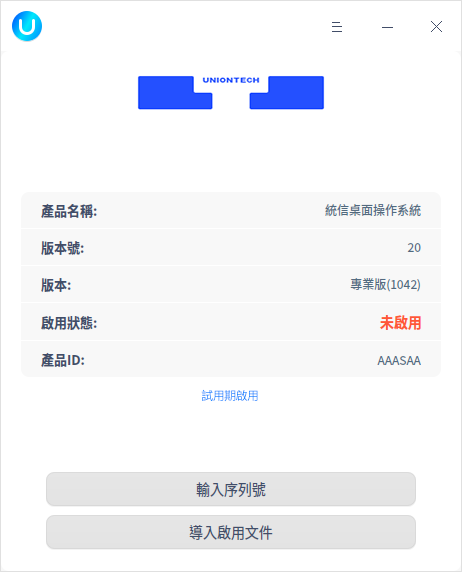 UNIONTECH
產品名稱: 統信桌面操作系統
版本號: 20
版本: 專業版(1042)
啟用狀態: 未啟用
產品ID: AAASAA
試用期啟用
輸入序列號
導入啟用文件